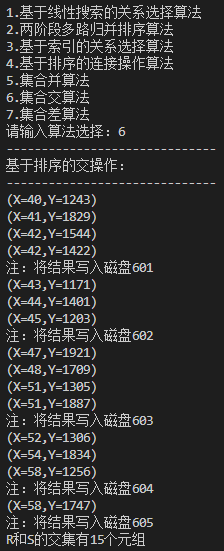 1.基于线性搜索的关系选择算法
2.两阶段多路归并排序算法
3.基于索引的关系选择算法
4.基于排序的连接操作算法
5.集合并算法
6.集合交算法
7.集合差算法
请输入算法选择：6
------------------------------
基于排序的交操作：
------------------------------
(X=40,Y=1243)
(X=41,Y=1829)
(X=42,Y=1544)
(X=42,Y=1422)
注：将结果写入磁盘601
(X=43,Y=1171)
(X=44,Y=1401)
(X=45,Y=1203)
注：将结果写入磁盘602
(X=47,Y=1921)
(X=48,Y=1709)
(X=51,Y=1305)
(X=51,Y=1887)
注：将结果写入磁盘603
(X=52,Y=1306)
(X=54,Y=1834)
(X=58,Y=1256)
注：将结果写入磁盘604
(X=58,Y=1747)
注：将结果写入磁盘605
R和S的交集有15个元组